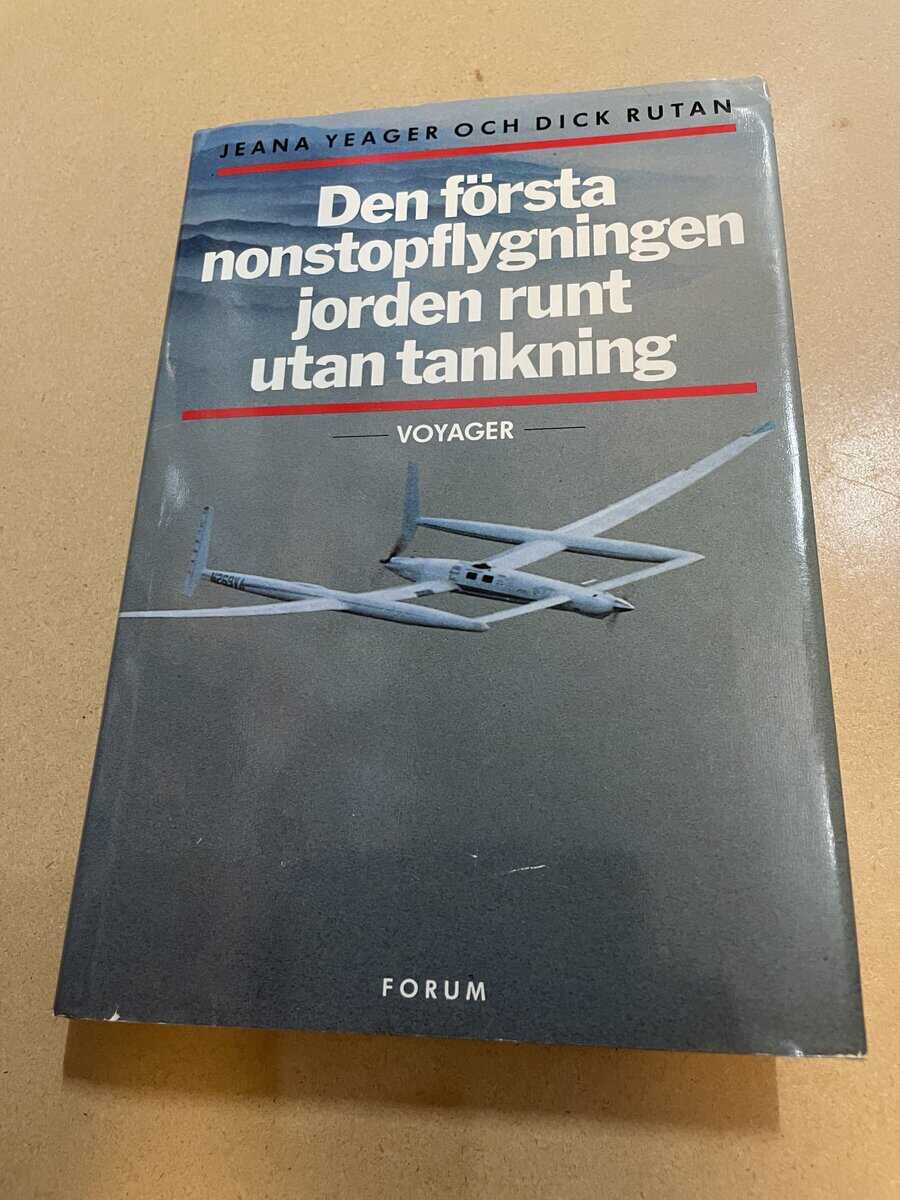 JEANA YEAGER OCH DICK RUTAN
Den första
nonstopflygningen
jorden runt
utan tankning
VOYAGER
FORUM